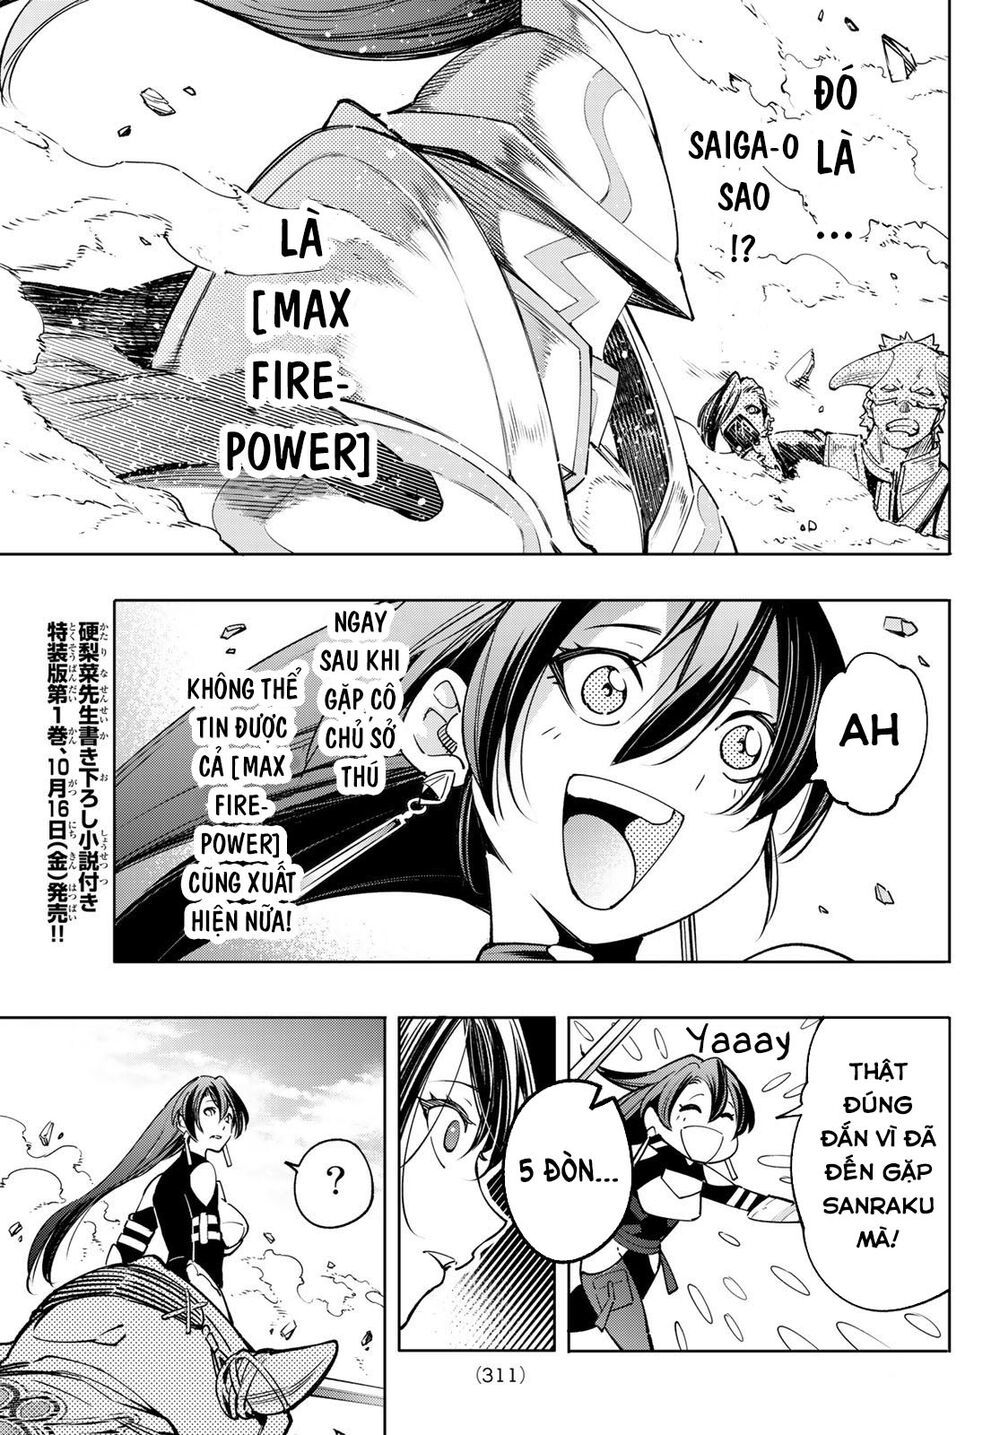 ĐÓ
LÀ
...
SAIGA-O
SAO
!?
LÀ
[MAX
FIRE-
POWER]
AH
NGAY
SAU KHI
GẶP CÔ
CHỦ SỞ
THÚ
KHÔNG THỂ
TIN ĐƯỢC
CẢ [MAX
FIRE-
POWER]
CŨNG XUẤT
HIỆN NỮA!
硬梨菜先生書き下ろし小説付き
特装版第1巻、10月16日(金)発売!!
Yaaay
THẬT
ĐÚNG
ĐẮN VÌ ĐÃ
ĐẾN GẶP
SANRAKU
MÀ!
5 ĐÒN...
?
(311)